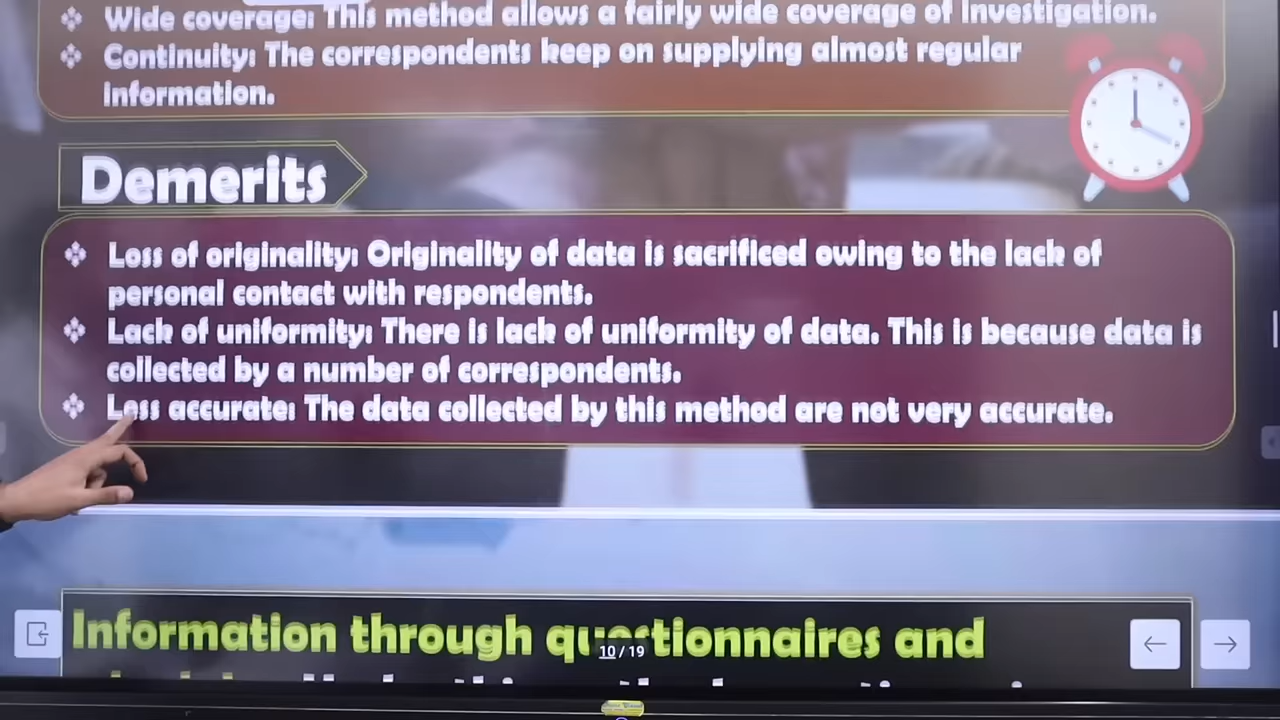 Wide coverage: This method allows a fairly wide coverage of investigation.
Continuity: The correspondents keep on supplying almost regular
information.
Demerits
Loss of originality: Originality of data is sacrificed owing to the lack of
personal contact with respondents.
Lack of uniformity: There is lack of uniformity of data. This is because data is
collected by a number of correspondents.
Less accurate: The data collected by this method are not very accurate.
Information through questionnaires and
10 / 19